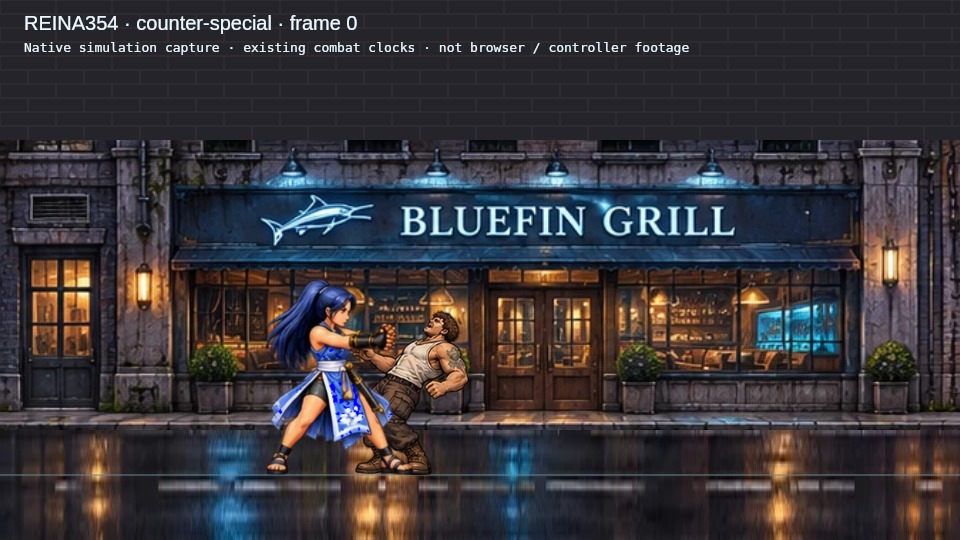 REINA354 · counter-special · frame 0
Native simulation capture · existing combat clocks · not browser / controller footage
BLUEFIN GRILL